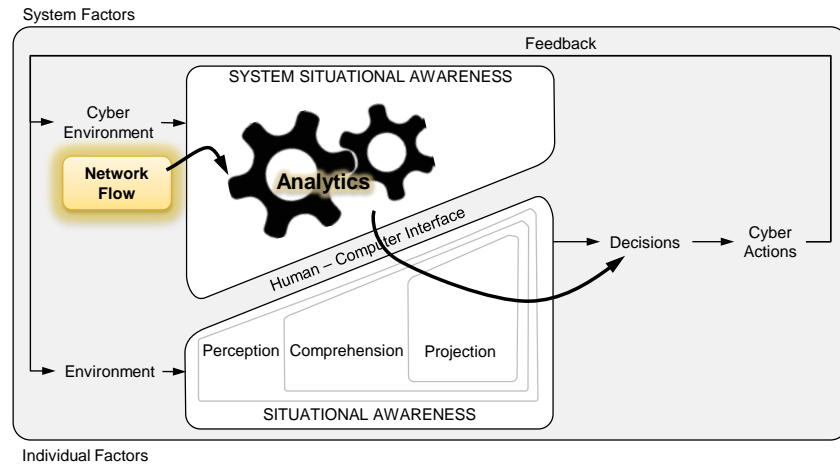 System Factors
Feedback
SYSTEM SITUATIONAL AWARENESS
Cyber
Environment
Network
Flow
Analytics
Human – Computer Interface
Decisions
Cyber
Actions
Perception
Comprehension
Projection
Environment
SITUATIONAL AWARENESS
Individual Factors